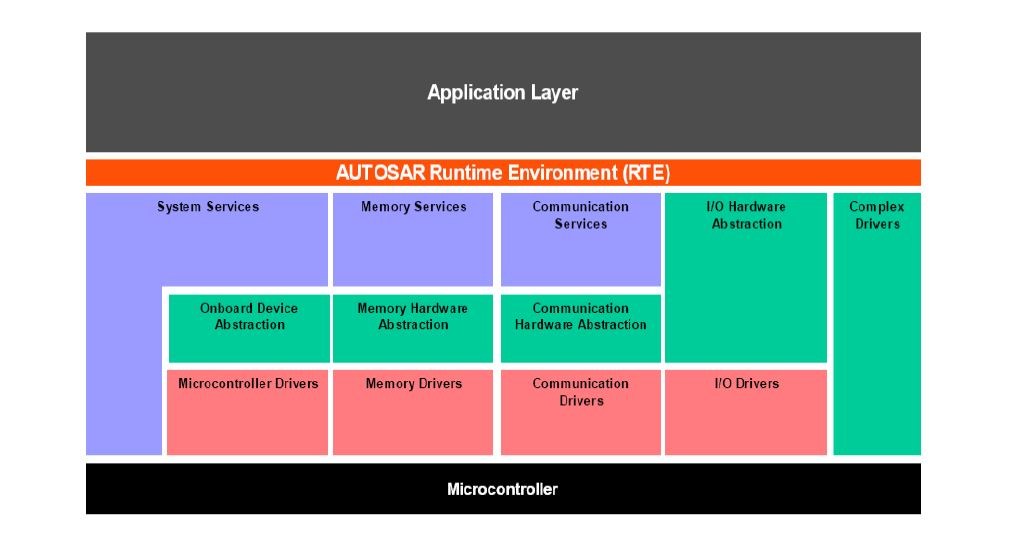 Application Layer
AUTOSAR Runtime Environment (RTE)
System Services
Memory Services
Communication
Services
I/O Hardware
Abstraction
Complex
Drivers
Onboard Device
Abstraction
Memory Hardware
Abstraction
Communication
Hardware Abstraction
Microcontroller Drivers
Memory Drivers
Communication
Drivers
I/O Drivers
Microcontroller